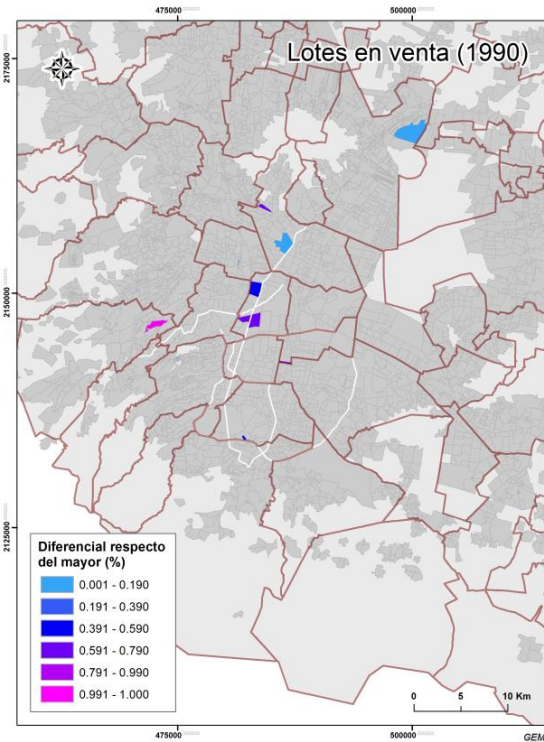 475000
500000
Lotes en venta (1990)
2175000
2150000
2125000
Diferencial respecto
del mayor (%)
0.001 - 0.190
0.191 - 0.390
0.391 - 0.590
0.591 - 0.790
0.791 - 0.990
0.991 - 1.000
0 5 10 Km
475000
500000
GEM